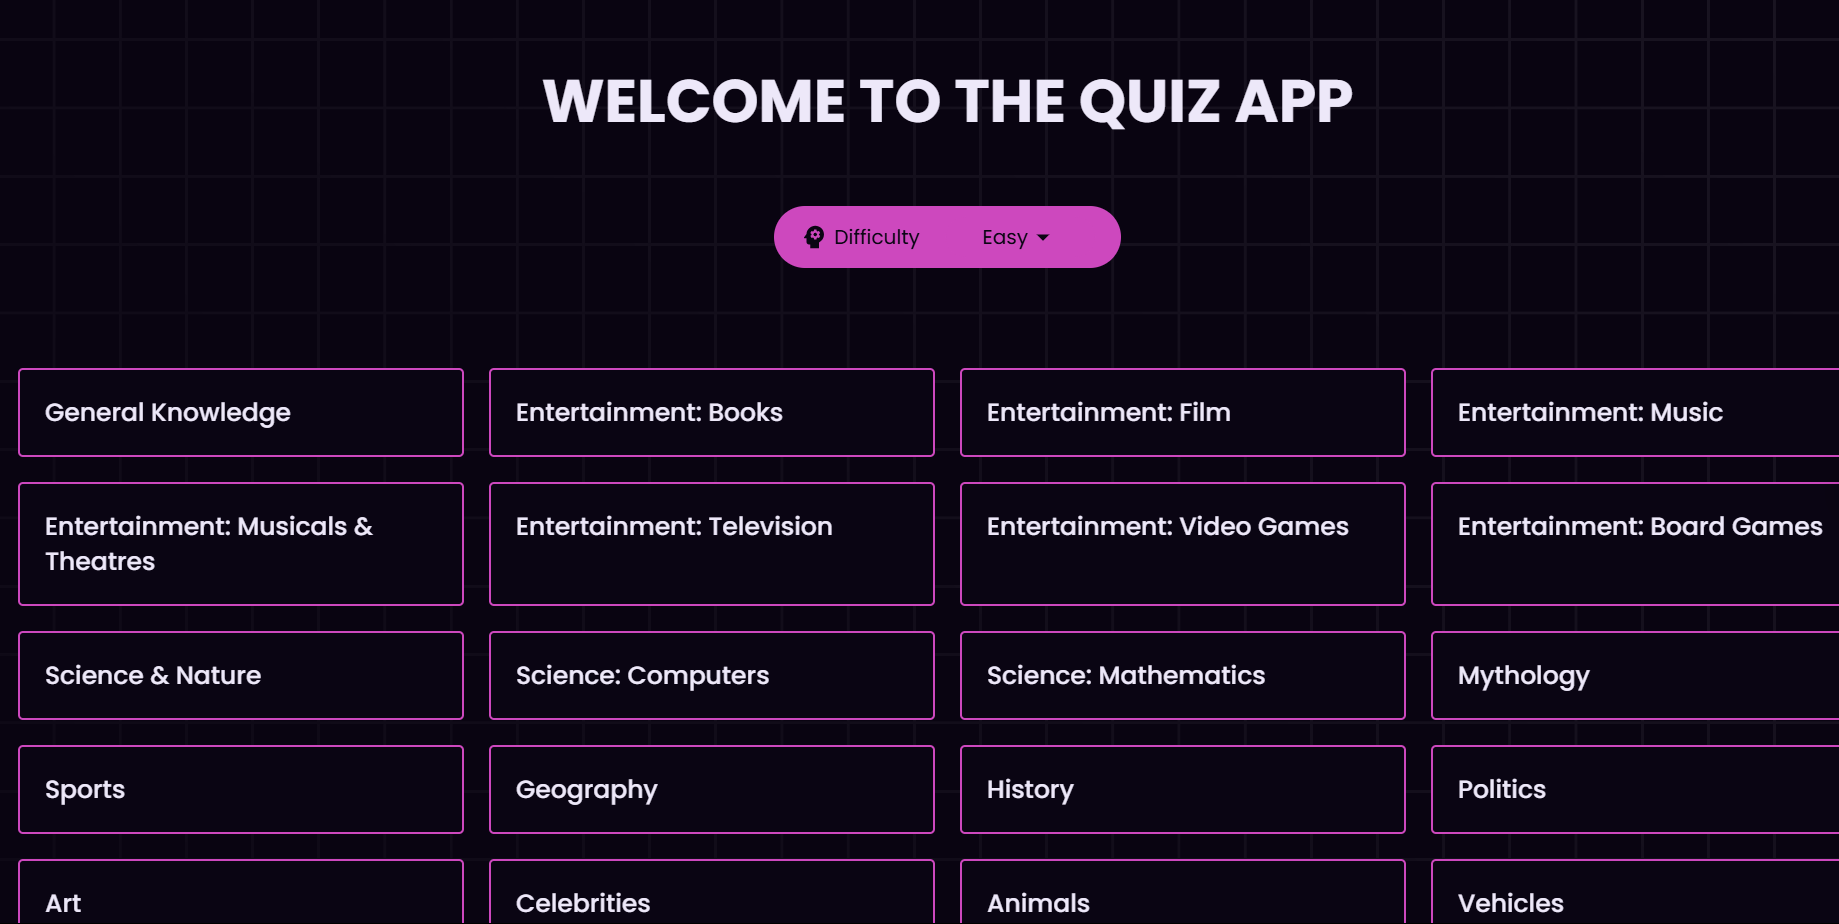 WELCOME TO THE QUIZ APP
Difficulty Easy
General Knowledge
Entertainment: Books
Entertainment: Film
Entertainment: Music
Entertainment: Musicals &
Theatres
Entertainment: Television
Entertainment: Video Games
Entertainment: Board Games
Science & Nature
Science: Computers
Science: Mathematics
Mythology
Sports
Geography
History
Politics
Art
Celebrities
Animals
Vehicles